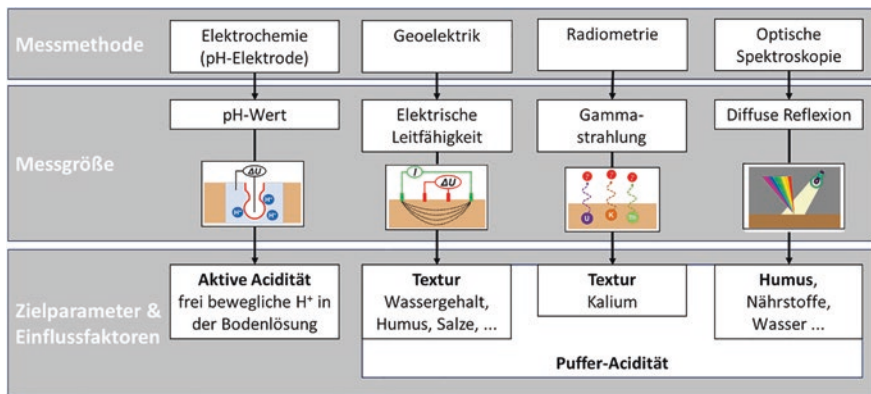 Messmethode
Elektrochemie
(pH-Elektrode)
Geoelektrik
Radiometrie
Optische
Spektroskopie
Messgröße
pH-Wert
Elektrische
Leitfähigkeit
Gamma-
strahlung
Diffuse Reflexion
ΔU
H⁺
H⁺
H⁺
I
ΔU
U
K
Zielparameter &
Einflussfaktoren
Aktive Acidität
frei bewegliche H⁺ in
der Bodenlösung
Textur
Wassergehalt,
Humus, Salze, ...
Textur
Kalium
Humus,
Nährstoffe,
Wasser ...
Puffer-Acidität